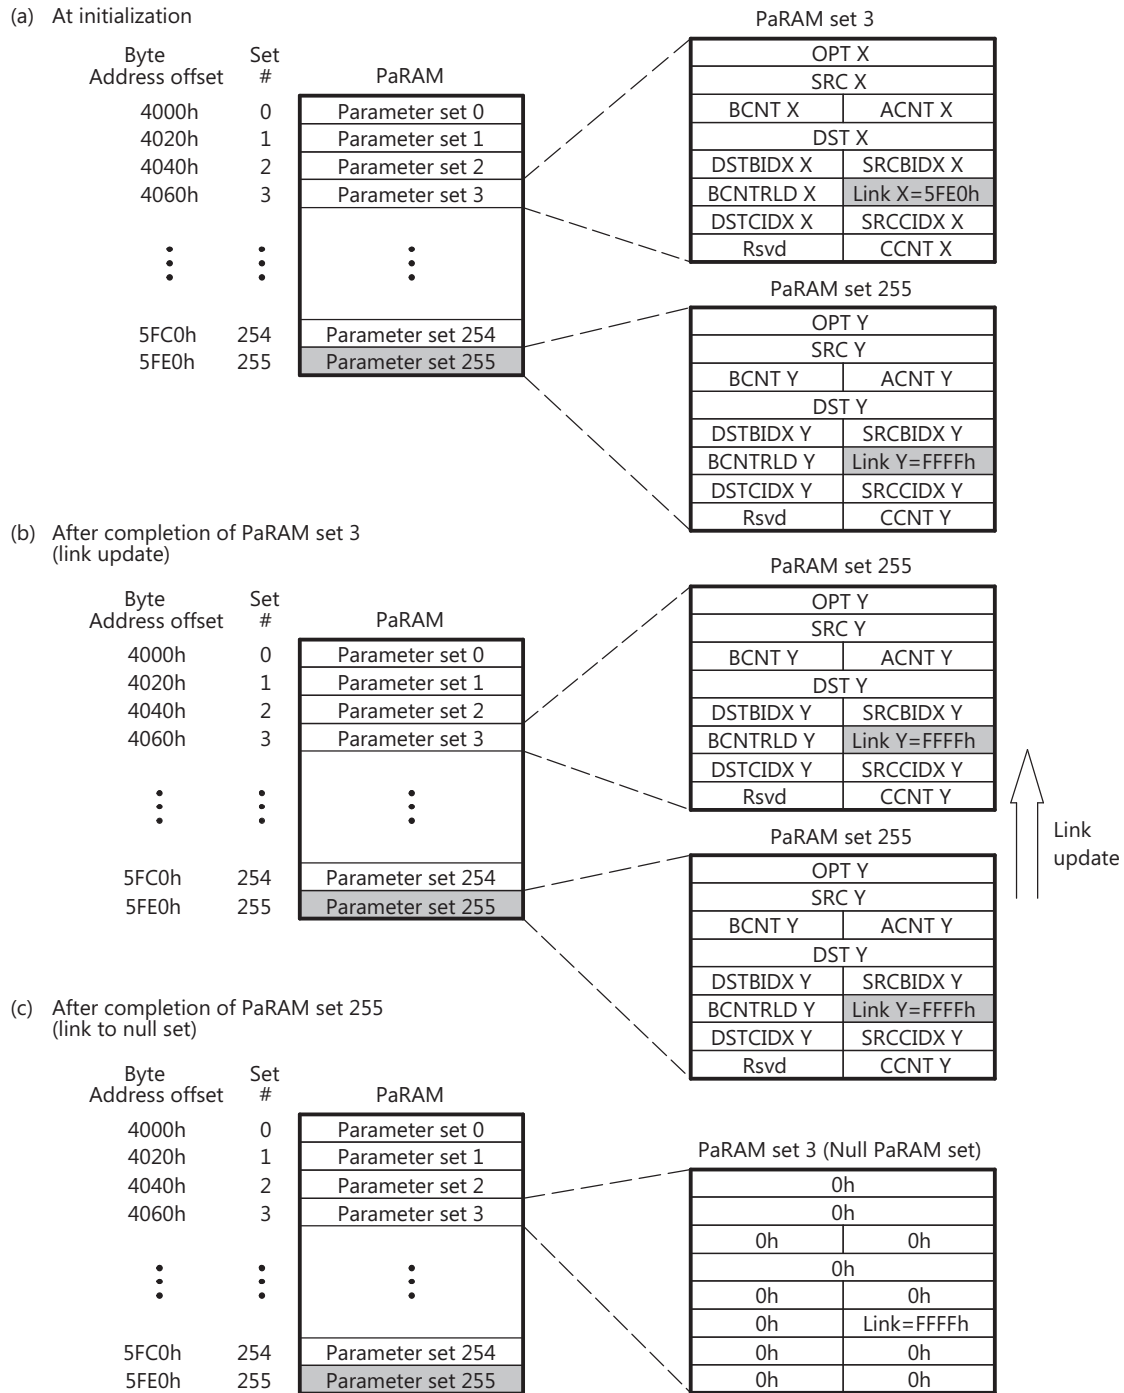 (a) At initialization
Byte Set
Address offset # PaRAM
4000h 0 Parameter set 0
4020h 1 Parameter set 1
4040h 2 Parameter set 2
4060h 3 Parameter set 3
5FC0h 254 Parameter set 254
5FE0h 255 Parameter set 255
PaRAM set 3
OPT X
SRC X
BCNT X ACNT X
DST X
DSTBIDX X SRCBIDX X
BCNTRLD X Link X=5FE0h
DSTCIDX X SRCCIDX X
Rsvd CCNT X
PaRAM set 255
OPT Y
SRC Y
BCNT Y ACNT Y
DST Y
DSTBIDX Y SRCBIDX Y
BCNTRLD Y Link Y=FFFFh
DSTCIDX Y SRCCIDX Y
Rsvd CCNT Y
(b) After completion of PaRAM set 3
(link update)
Byte Set
Address offset # PaRAM
4000h 0 Parameter set 0
4020h 1 Parameter set 1
4040h 2 Parameter set 2
4060h 3 Parameter set 3
5FC0h 254 Parameter set 254
5FE0h 255 Parameter set 255
PaRAM set 255
OPT Y
SRC Y
BCNT Y ACNT Y
DST Y
DSTBIDX Y SRCBIDX Y
BCNTRLD Y Link Y=FFFFh
DSTCIDX Y SRCCIDX Y
Rsvd CCNT Y
Link
update
PaRAM set 255
OPT Y
SRC Y
BCNT Y ACNT Y
DST Y
DSTBIDX Y SRCBIDX Y
BCNTRLD Y Link Y=FFFFh
DSTCIDX Y SRCCIDX Y
Rsvd CCNT Y
(c) After completion of PaRAM set 255
(link to null set)
Byte Set
Address offset # PaRAM
4000h 0 Parameter set 0
4020h 1 Parameter set 1
4040h 2 Parameter set 2
4060h 3 Parameter set 3
5FC0h 254 Parameter set 254
5FE0h 255 Parameter set 255
PaRAM set 3 (Null PaRAM set)
0h
0h
0h 0h
0h
0h 0h
0h Link=FFFFh
0h 0h
0h 0h